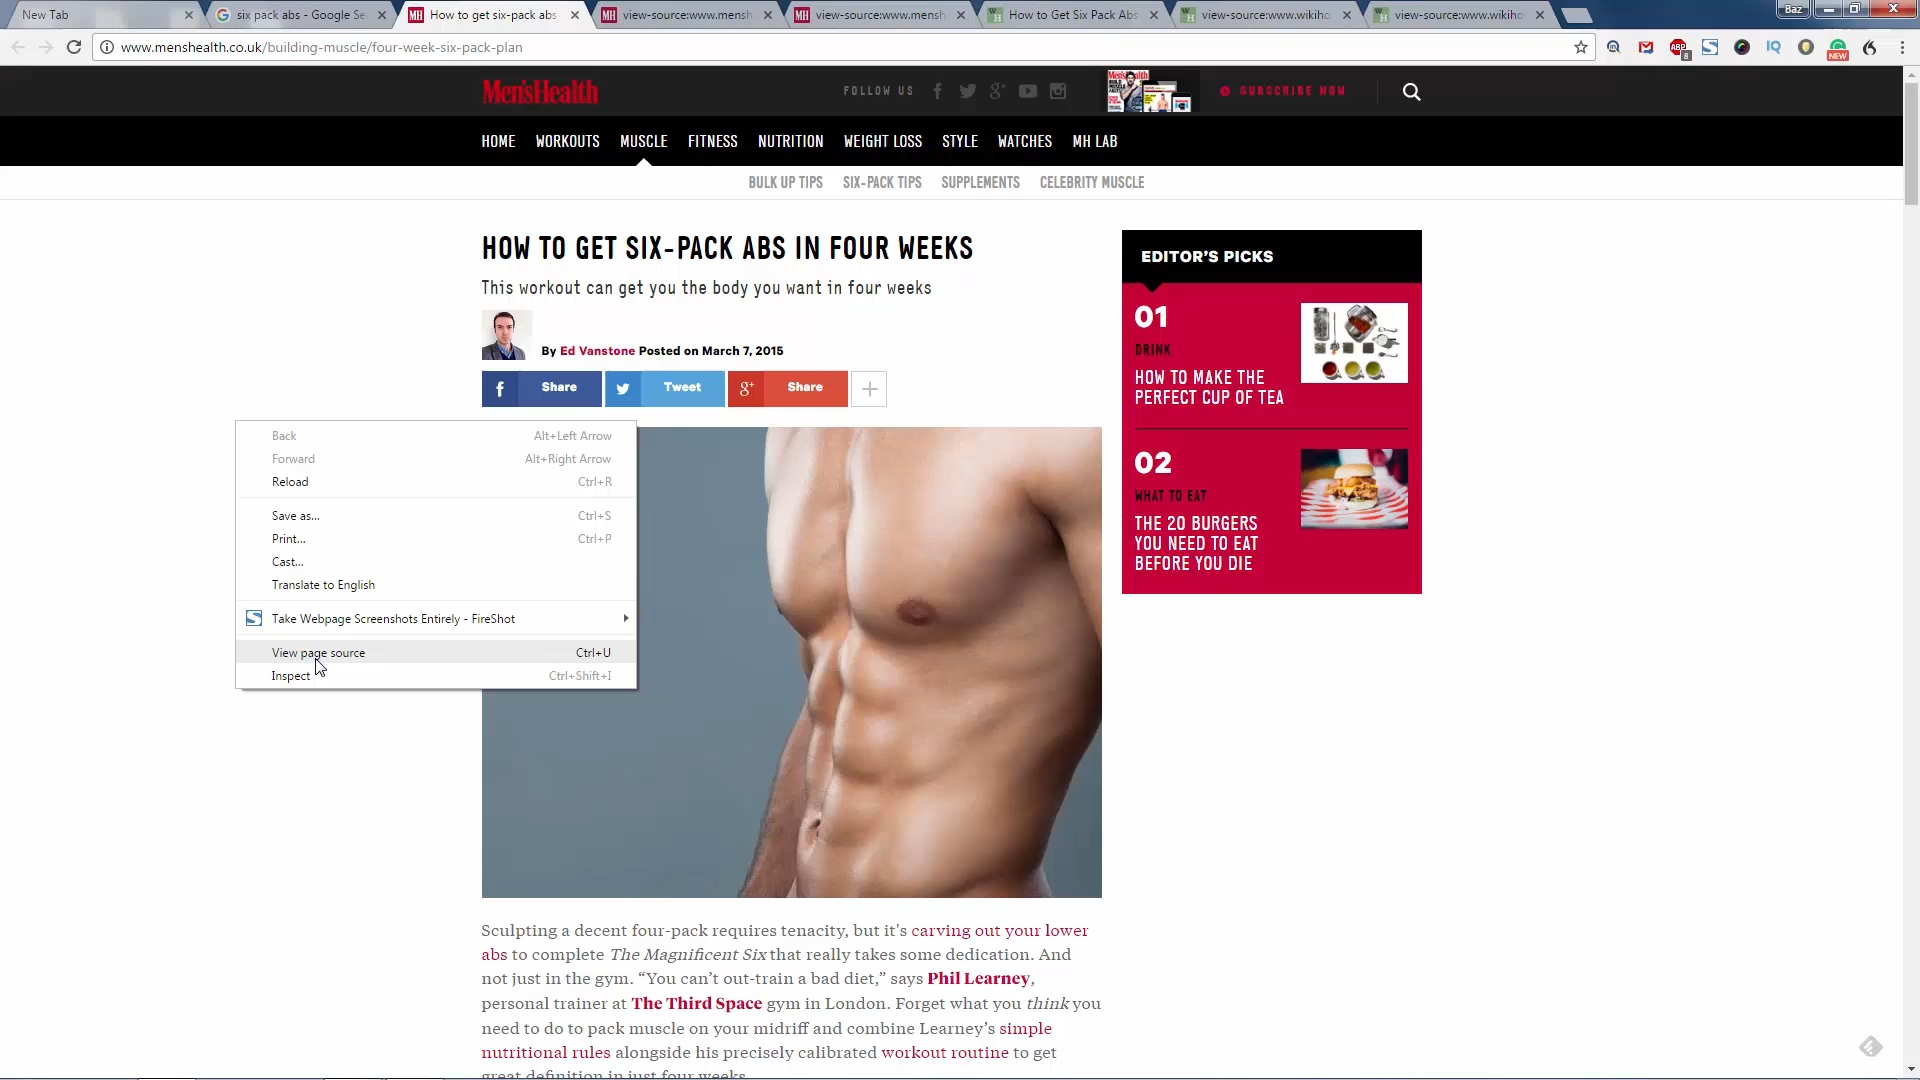 New Tab
six pack abs - Google Se
How to get six-pack abs
view-source:www.mensh
view-source:www.mensh
How to Get Six Pack Abs
view-source:www.wikiho
view-source:www.wikiho
Baz
www.menshealth.co.uk/building-muscle/four-week-six-pack-plan
ABP
8
IQ
NEW
Men'sHealth
FOLLOW US
SUBSCRIBE NOW
HOME WORKOUTS MUSCLE FITNESS NUTRITION WEIGHT LOSS STYLE WATCHES MH LAB
BULK UP TIPS SIX-PACK TIPS SUPPLEMENTS CELEBRITY MUSCLE
HOW TO GET SIX-PACK ABS IN FOUR WEEKS
This workout can get you the body you want in four weeks
By Ed Vanstone Posted on March 7, 2015
Share
Tweet
Share
Back Alt+Left Arrow
Forward Alt+Right Arrow
Reload Ctrl+R
Save as... Ctrl+S
Print... Ctrl+P
Cast...
Translate to English
Take Webpage Screenshots Entirely - FireShot
View page source Ctrl+U
Inspect Ctrl+Shift+I
Sculpting a decent four-pack requires tenacity, but it's carving out your lower
abs to complete The Magnificent Six that really takes some dedication. And
not just in the gym. “You can’t out-train a bad diet,” says Phil Learney,
personal trainer at The Third Space gym in London. Forget what you think you
need to do to pack muscle on your midriff and combine Learney’s simple
nutritional rules alongside his precisely calibrated workout routine to get
great definition in just four weeks.
EDITOR’S PICKS
01
DRINK
HOW TO MAKE THE
PERFECT CUP OF TEA
02
WHAT TO EAT
THE 20 BURGERS
YOU NEED TO EAT
BEFORE YOU DIE